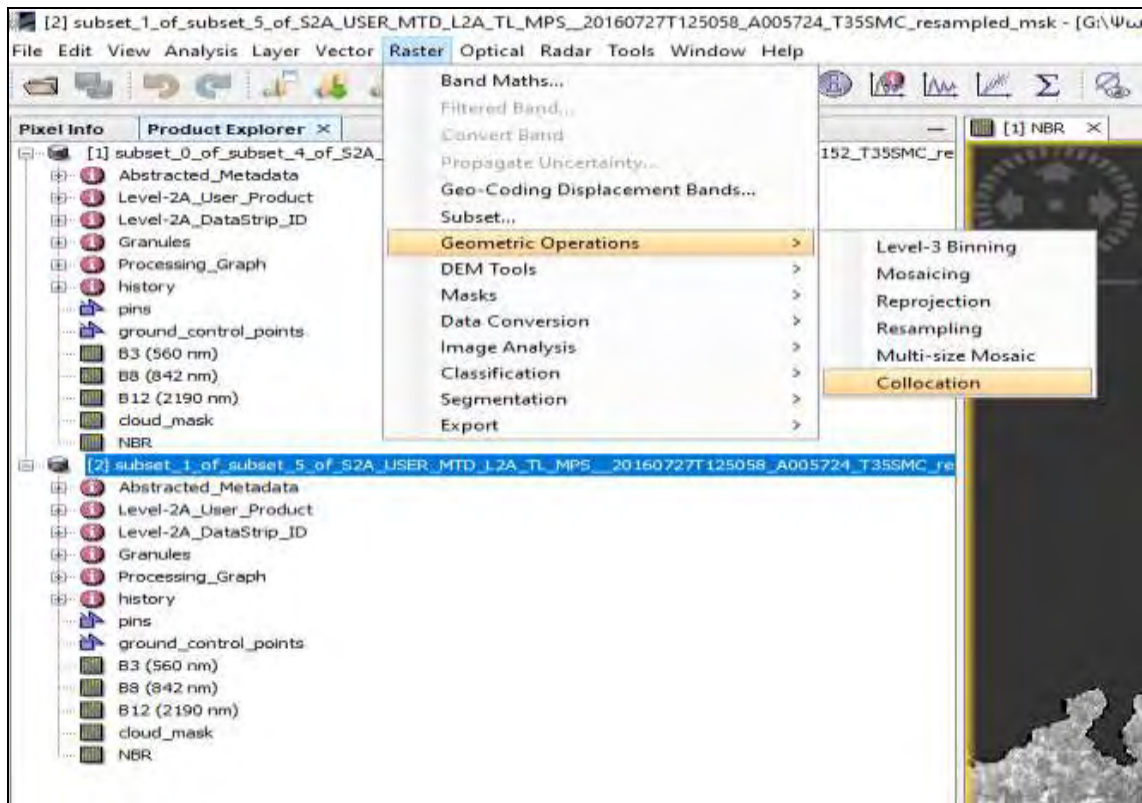 [2] subset_1_of_subset_5_of_S2A_USER_MTD_L2A_TL_MPS__20160727T125058_A005724_T35SMC_resampled_msk - [G:\Ψω
File Edit View Analysis Layer Vector Raster Optical Radar Tools Window Help
Pixel Info Product Explorer ×
[1] NBR ×
[1] subset_0_of_subset_4_of_S2A_
152_T35SMC_re
Abstracted_Metadata
Level-2A_User_Product
Level-2A_DataStrip_ID
Granules
Processing_Graph
history
pins
ground_control_points
B3 (560 nm)
B8 (842 nm)
B12 (2190 nm)
cloud_mask
NBR
[2] subset_1_of_subset_5_of_S2A_USER_MTD_L2A_TL_MPS__20160727T125058_A005724_T35SMC_re
Abstracted_Metadata
Level-2A_User_Product
Level-2A_DataStrip_ID
Granules
Processing_Graph
history
pins
ground_control_points
B3 (560 nm)
B8 (842 nm)
B12 (2190 nm)
cloud_mask
NBR
Band Maths...
Filtered Band...
Convert Band
Propagate Uncertainty...
Geo-Coding Displacement Bands...
Subset...
Geometric Operations >
DEM Tools >
Masks >
Data Conversion >
Image Analysis >
Classification >
Segmentation >
Export >
Level-3 Binning
Mosaicing
Reprojection
Resampling
Multi-size Mosaic
Collocation